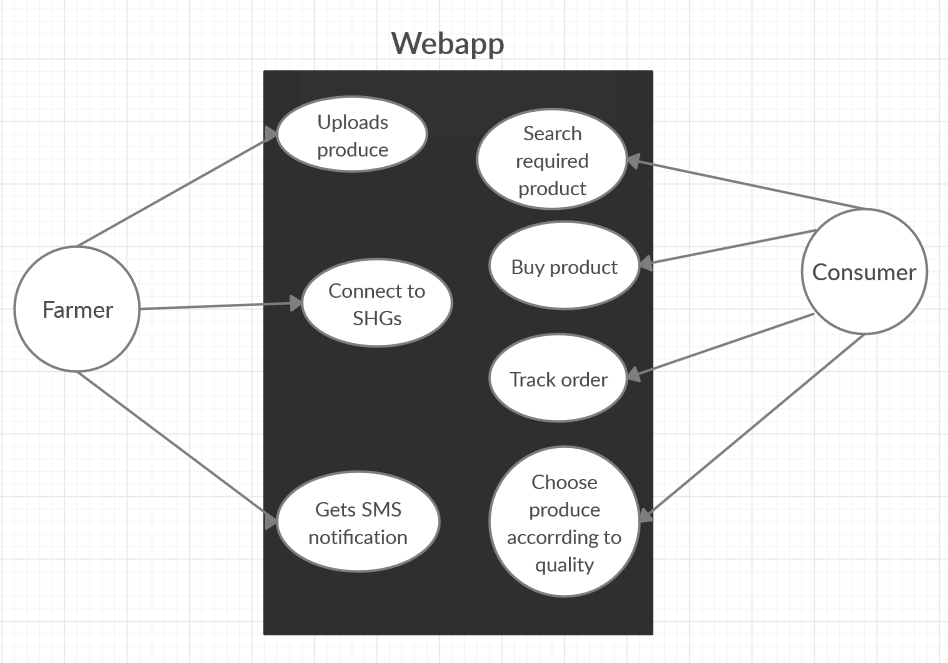 Webapp
Uploads
produce
Search
required
product
Buy product
Consumer
Connect to
SHGs
Farmer
Track order
Gets SMS
notification
Choose
produce
accorrding to
quality